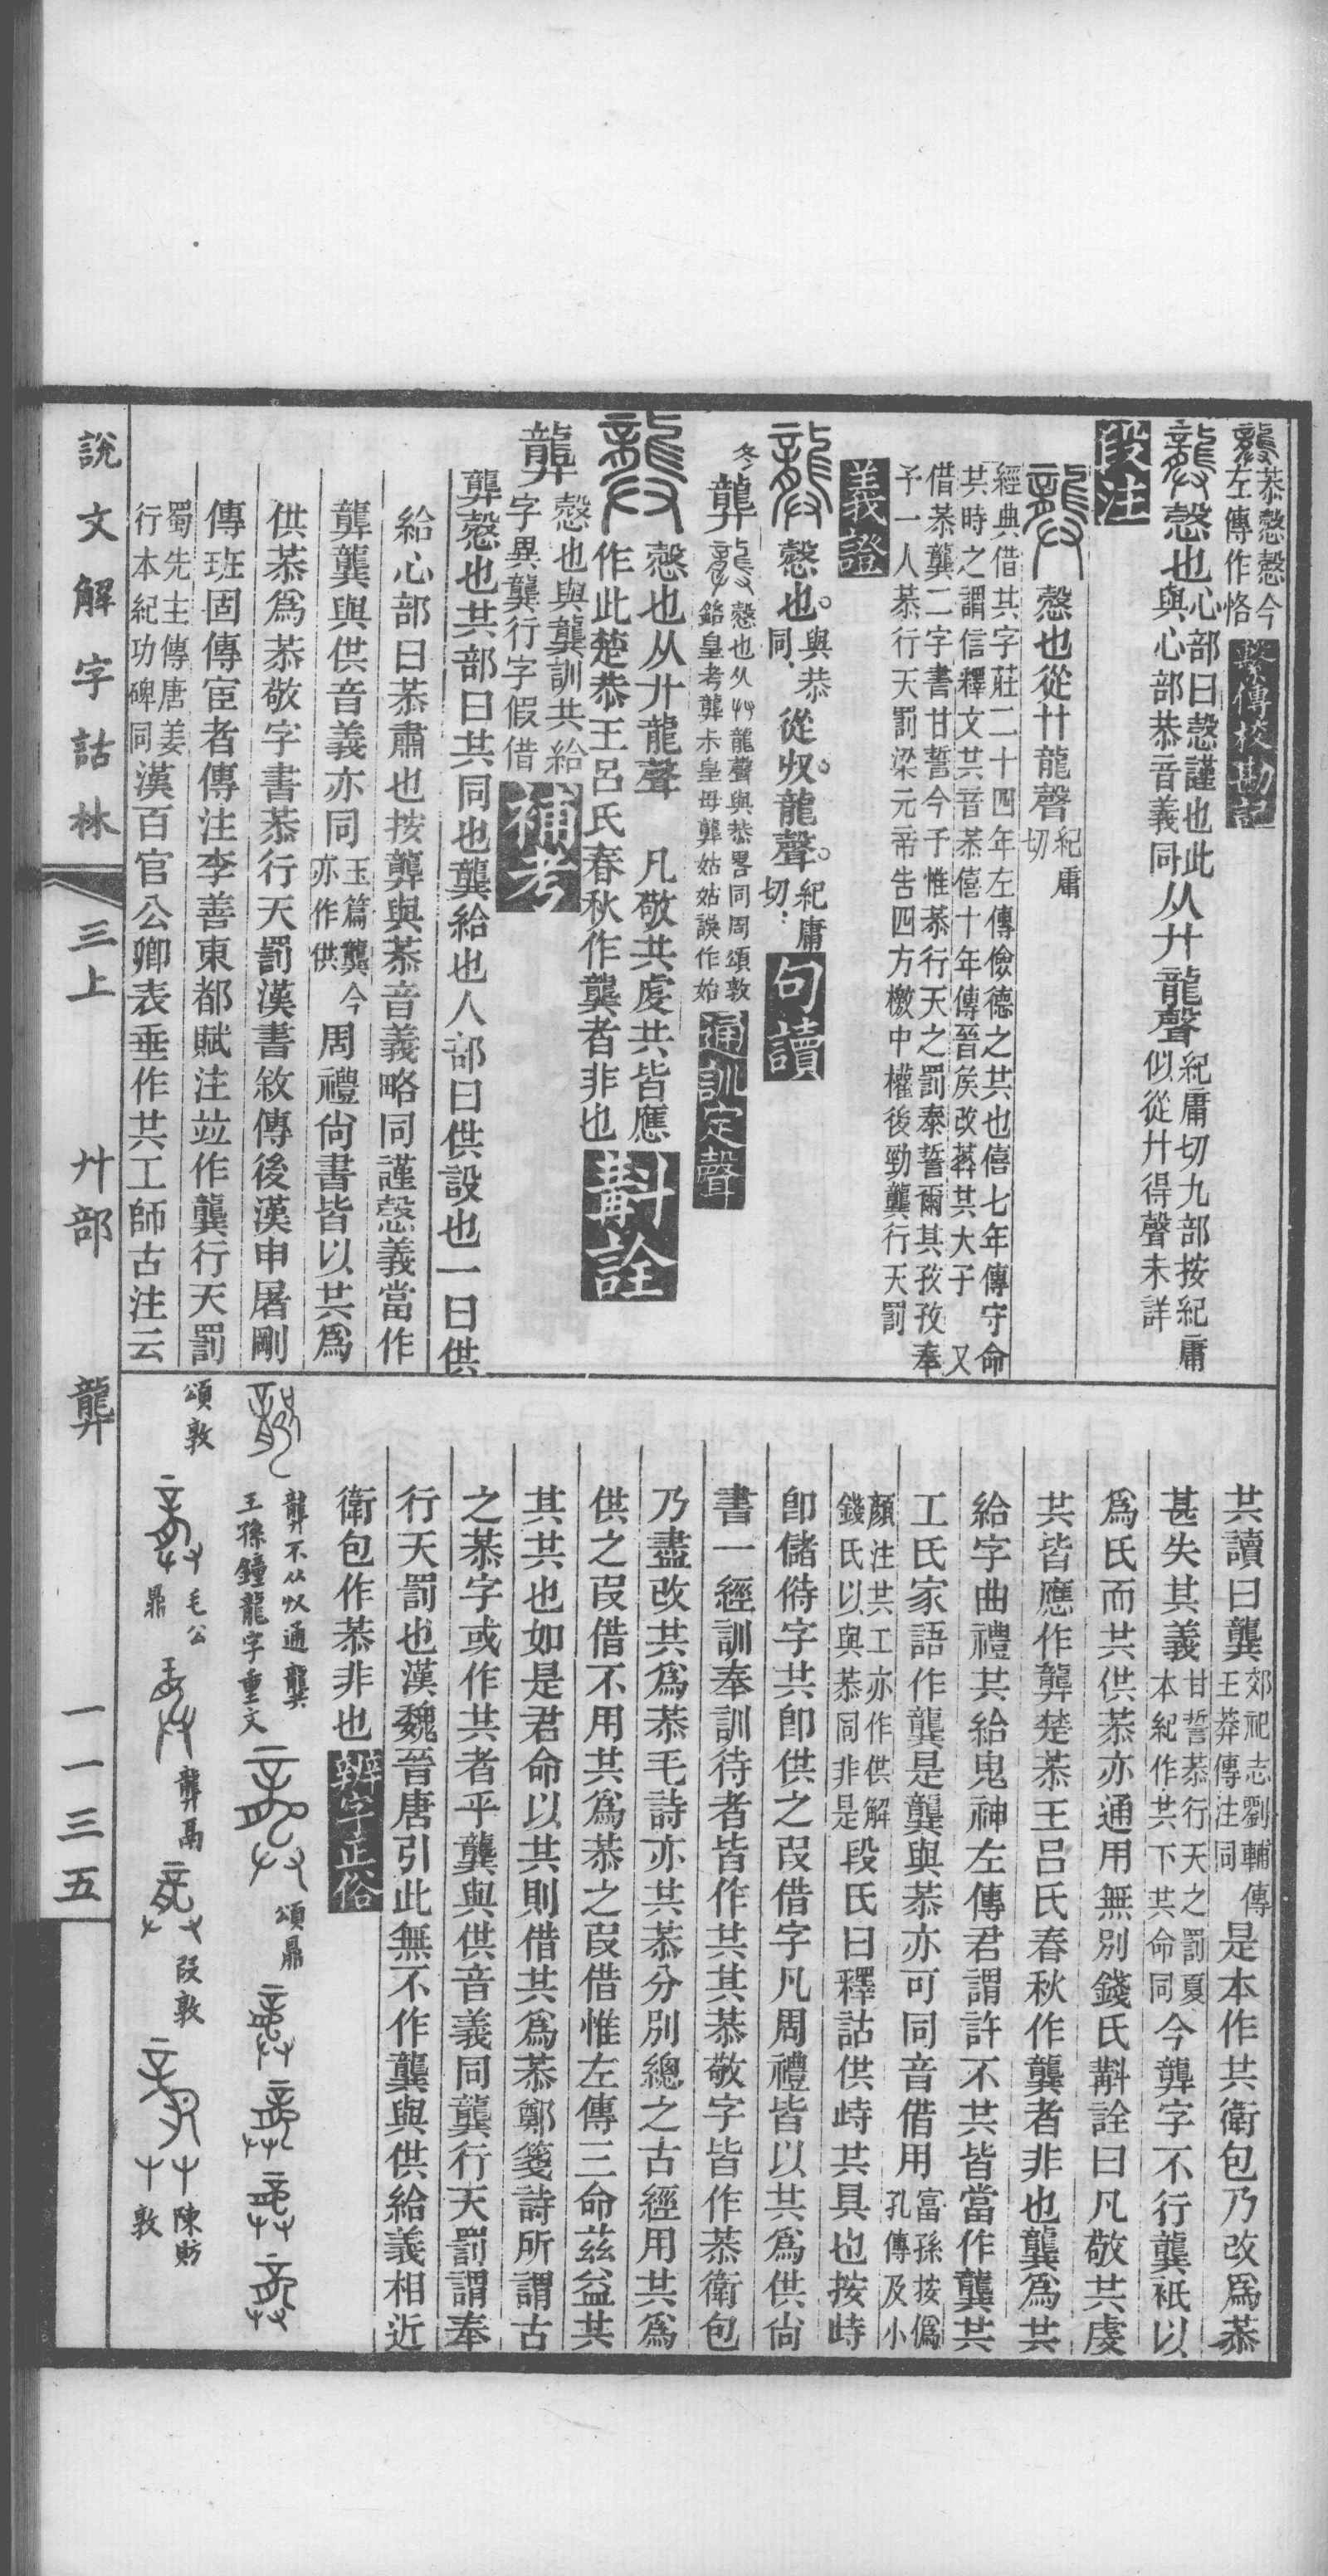 恭愨愨今
左傳作恪
繫傳校勘記
愨也心部曰愨謹也此
與心部恭音義同从廾龍聲紀庸切九部按紀庸
似從廾得聲未詳
段注
愨也從廾龍聲紀庸
切
經典借共字莊二十四年左傳儉德之共也僖七年傳守命
共時之謂信釋文共音恭僖十年傳晉矦改葬共大子 又
借恭龔二字書甘誓今予惟恭行天之罰泰誓爾其孜孜奉
予一人恭行天罰梁元帝告四方檄中權後勁龔行天罰
義證
愨也與恭
同從収龍聲紀庸
切
句讀
龏愨也从廾龍聲與恭畧同周頌敦
銘皇考龏未皇母龏姑姑誤作始
通訓定聲
愨也从廾龍聲 凡敬共虔共皆應
作此楚恭王呂氏春秋作龔者非也
斠詮
龏愨也與龔訓共給
字異龔行字假借
補考
龏愨也共部曰共同也龔給也人部曰供設也一曰供
給心部曰恭肅也按龏與恭音義略同謹愨義當作
龏龔與供音義亦同玉篇龔今
亦作供周禮尙書皆以共爲
供恭爲恭敬字書恭行天罰漢書敘傳後漢申屠剛
傳班固傳宦者傳注李善東都賦注竝作龔行天罰
蜀先主傳唐姜
行本紀功碑同漢百官公卿表垂作共工師古注云
共讀曰龔郊祀志劉輔傳
王莽傳注同是本作共衛包乃改爲恭
甚失其義甘誓恭行天之罰夏
本紀作共下共命同今龏字不行龔衹以
爲氏而共供恭亦通用無別錢氏斠詮曰凡敬共虔
共皆應作龏楚恭王呂氏春秋作龔者非也龔爲共
給字曲禮共給鬼神左傳君謂許不共皆當作龔共
工氏家語作龔是龔與恭亦可同音借用富孫按僞
孔傳及小
顏注共工亦作供解
錢氏以與恭同非是段氏曰釋詁供峙共具也按峙
卽儲偫字共卽供之叚借字凡周禮皆以共爲供尙
書一經訓奉訓待者皆作共其恭敬字皆作恭衛包
乃盡改共爲恭毛詩亦共恭分別總之古經用共爲
供之叚借不用共爲恭之叚借惟左傳三命茲益共
其共也如是君命以共則借共爲恭鄭箋詩所謂古
之恭字或作共者乎龔與供音義同龔行天罰謂奉
行天罰也漢魏晉唐引此無不作龔與供給義相近
衛包作恭非也
辨字正俗
龏不从収通龔
王孫鐘龍字重文
頌鼎
頌敦
毛公
鼎
龏鬲
段敦
陳肪
敦
說文解字詁林
三上
廾部
龏
一一三五